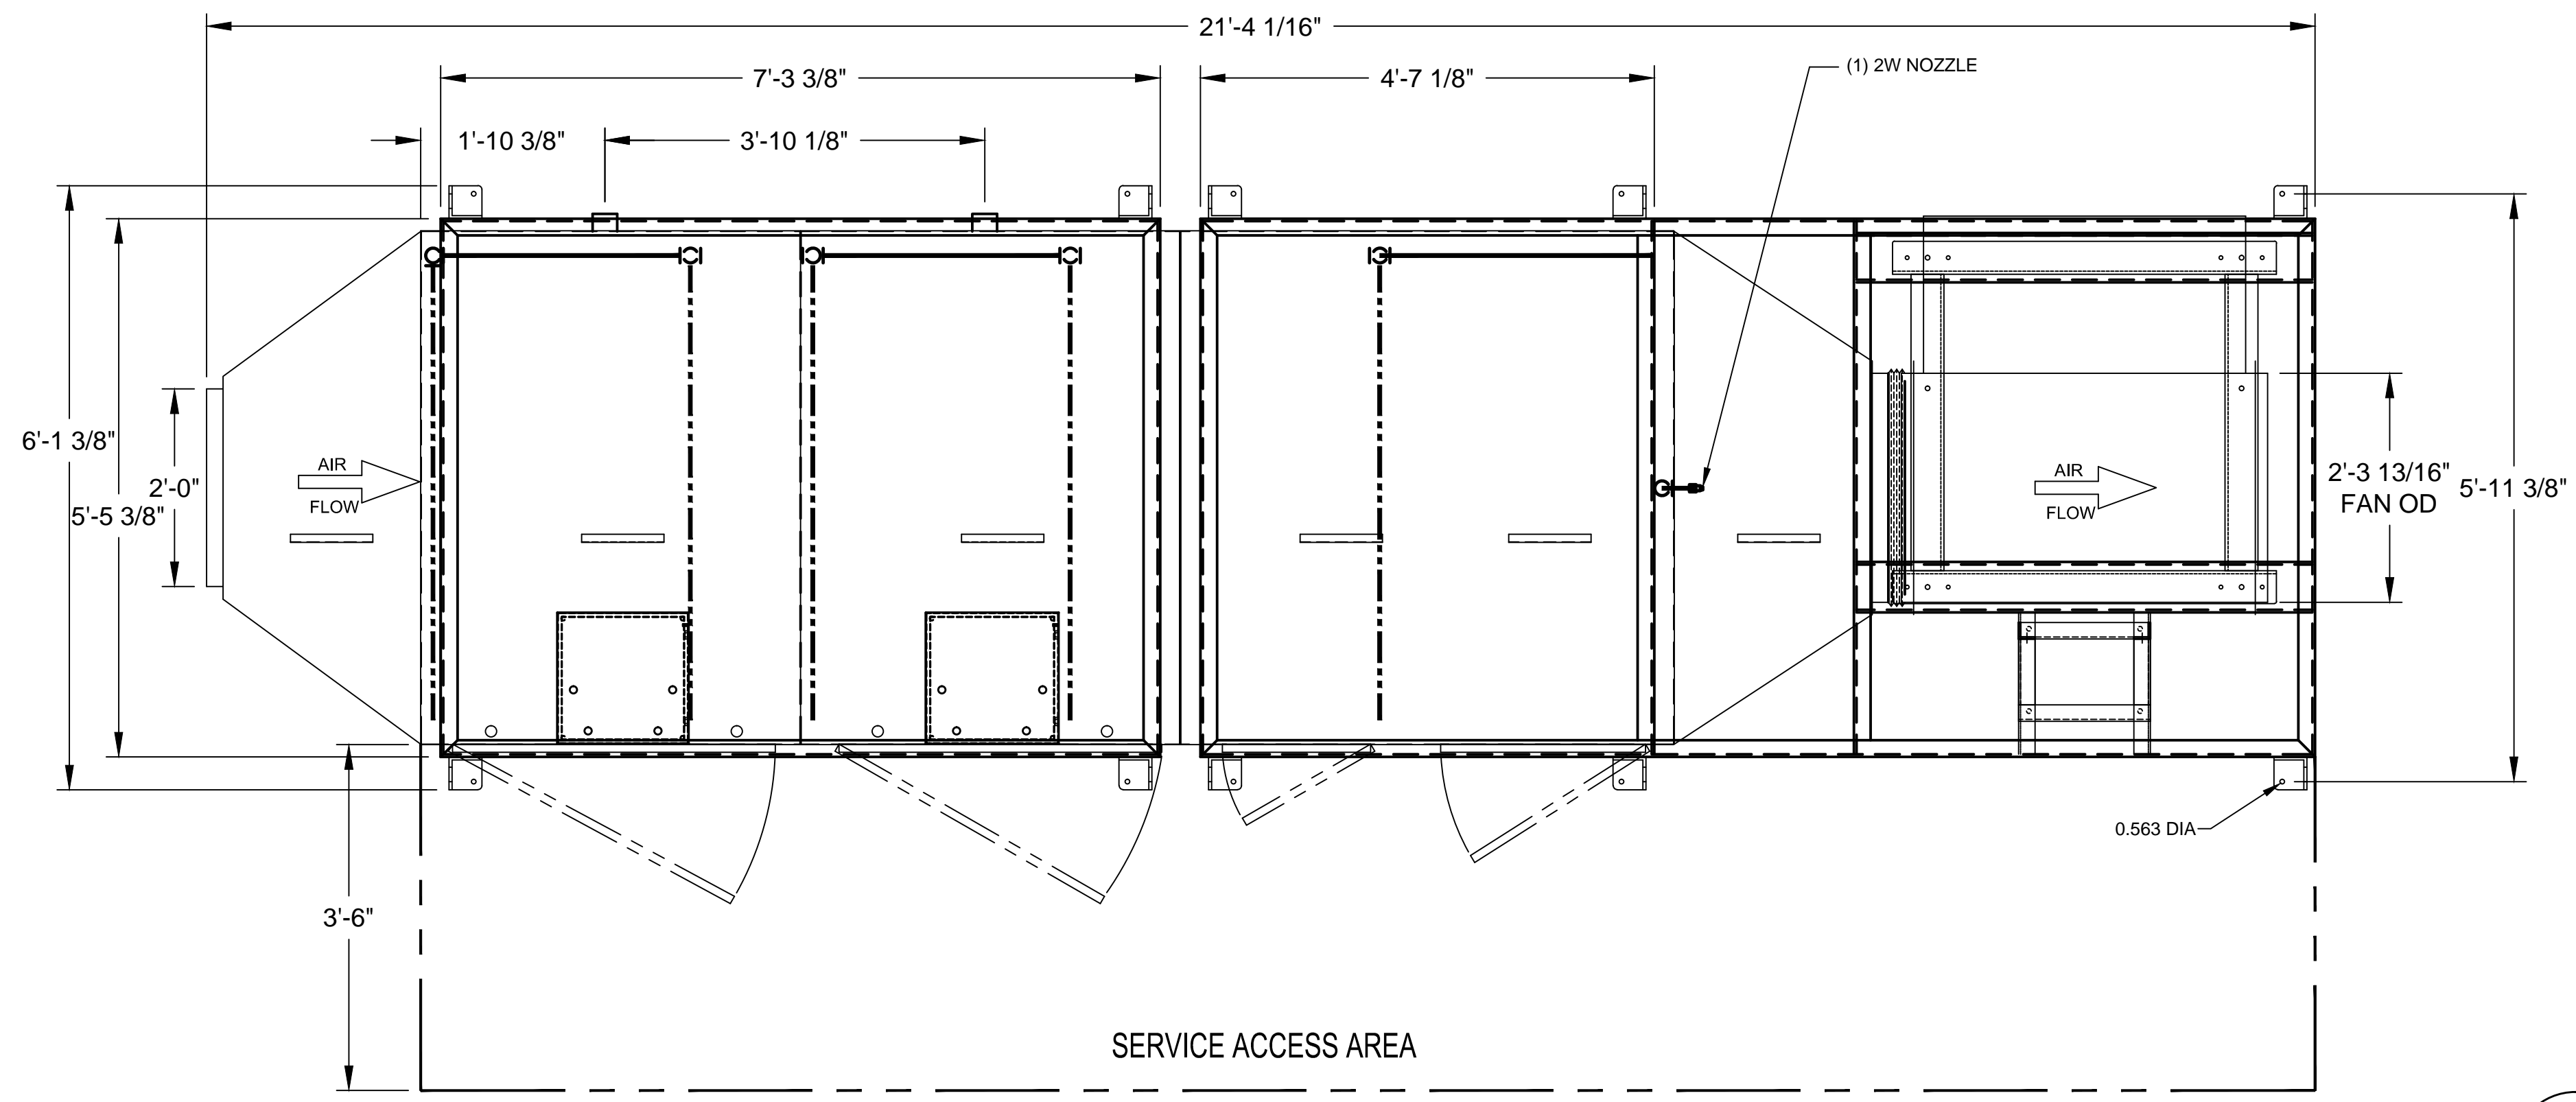 21'-4 1/16"
7'-3 3/8"
4'-7 1/8"
(1) 2W NOZZLE
1'-10 3/8"
3'-10 1/8"
6'-1 3/8"
5'-5 3/8"
2'-0"
AIR
FLOW
AIR
FLOW
2'-3 13/16"
FAN OD
5'-11 3/8"
0.563 DIA
3'-6"
SERVICE ACCESS AREA